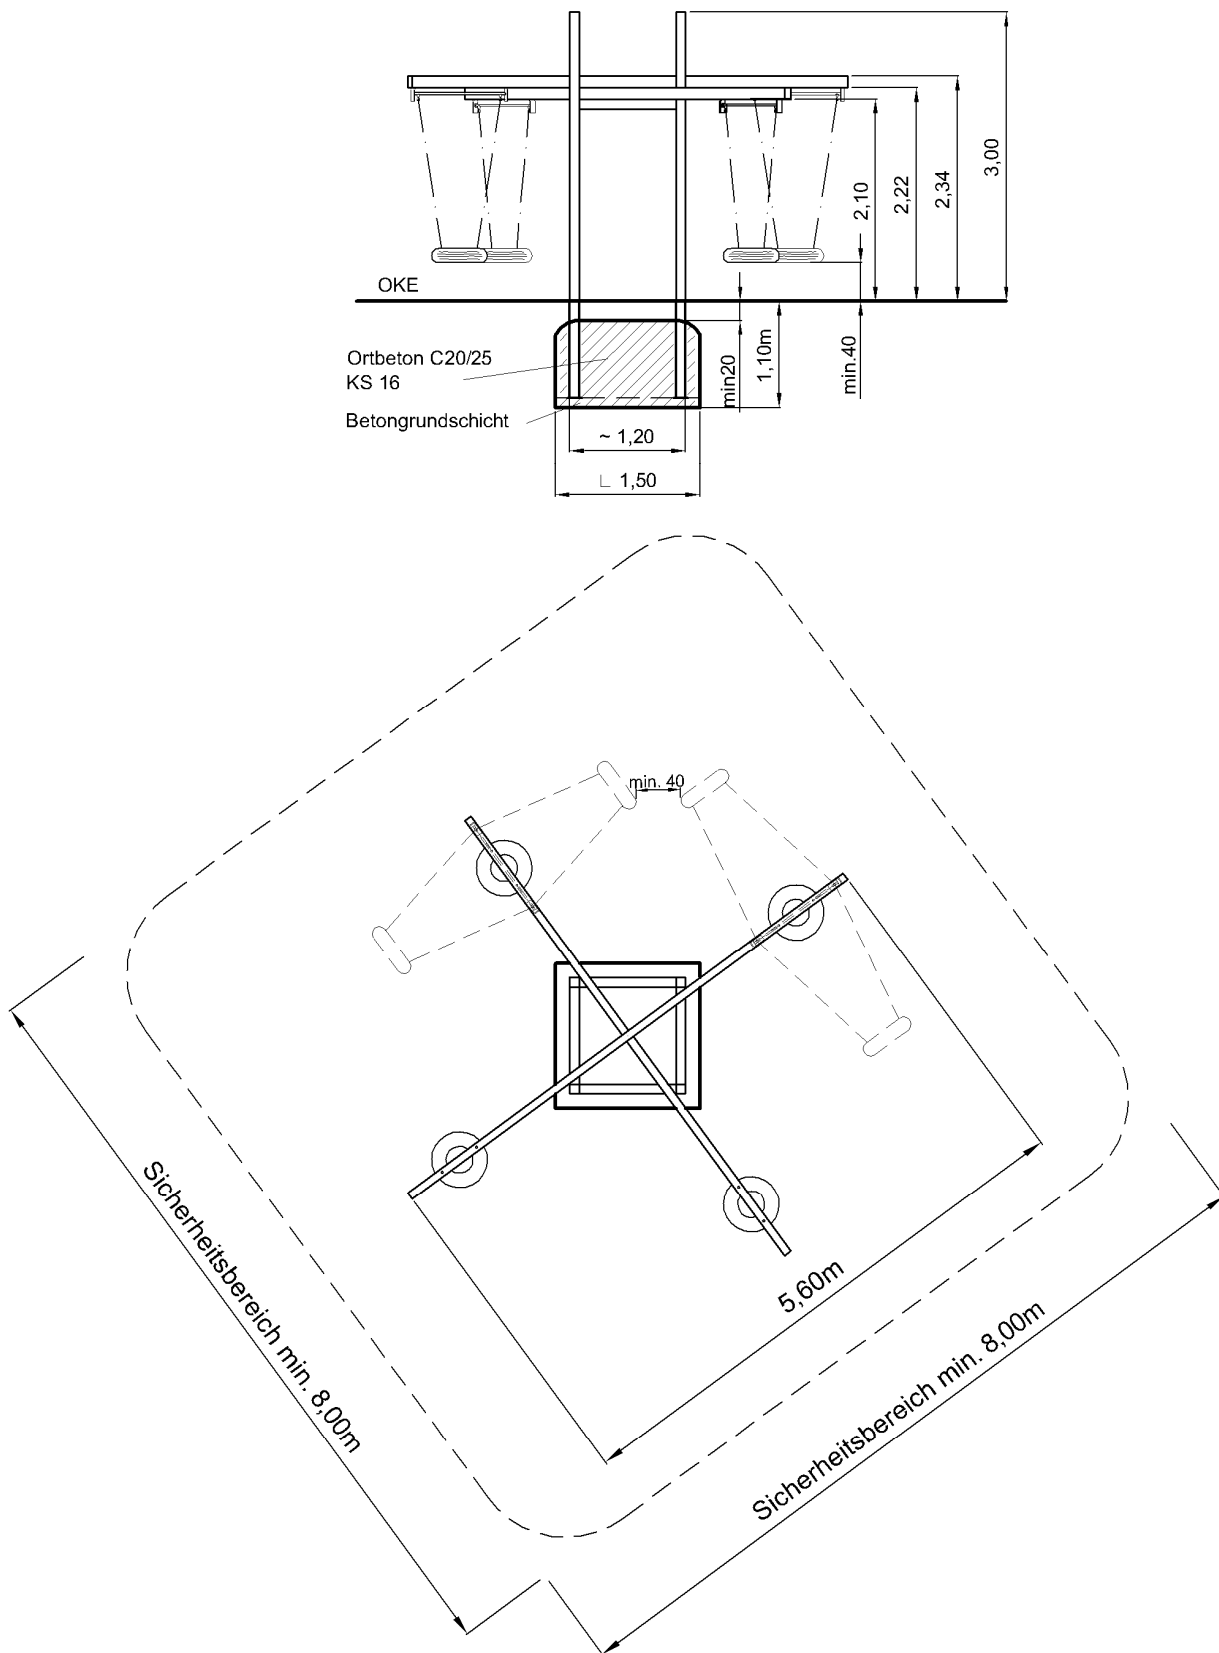 3,00
2,34
2,22
2,10
OKE
Ortbeton C20/25
KS 16
Betongrundschicht
min20
1,10m
min.40
~ 1,20
∟ 1,50
min. 40
Sicherheitsbereich min. 8,00m
5,60m
Sicherheitsbereich min. 8,00m